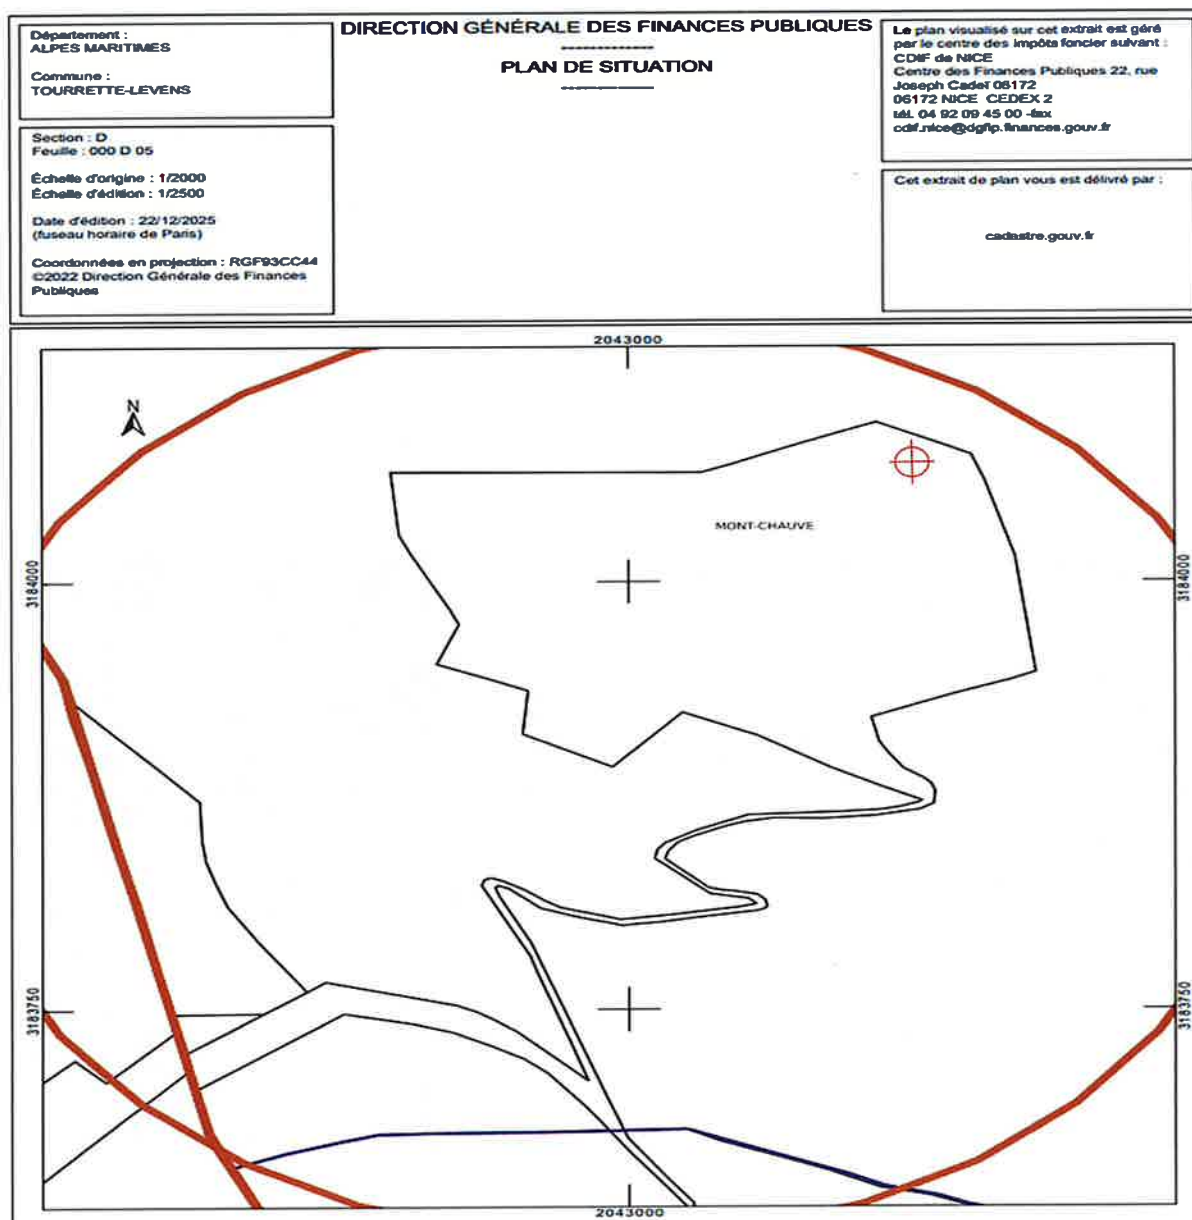 Département :
ALPES MARITIMES
Commune :
TOURRETTE-LEVENS
Section : D
Feuille : 000 D 05
Échelle d'origine : 1/2000
Échelle d'édition : 1/2500
Date d'édition : 22/12/2025
(fuseau horaire de Paris)
Coordonnées en projection : RGF93CC44
©2022 Direction Générale des Finances
Publiques
DIRECTION GÉNÉRALE DES FINANCES PUBLIQUES
-------------
PLAN DE SITUATION
-------------
Le plan visualisé sur cet extrait est géré
par le centre des impôts foncier suivant :
CDIF de NICE
Centre des Finances Publiques 22, rue
Joseph Cadeï 06172
06172 NICE CEDEX 2
tél. 04 92 09 45 00 -fax
cdif.nice@dgfip.finances.gouv.fr
Cet extrait de plan vous est délivré par :
cadastre.gouv.fr
2043000
N
MONT-CHAUVE
3184000
3184000
3183750
3183750
2043000